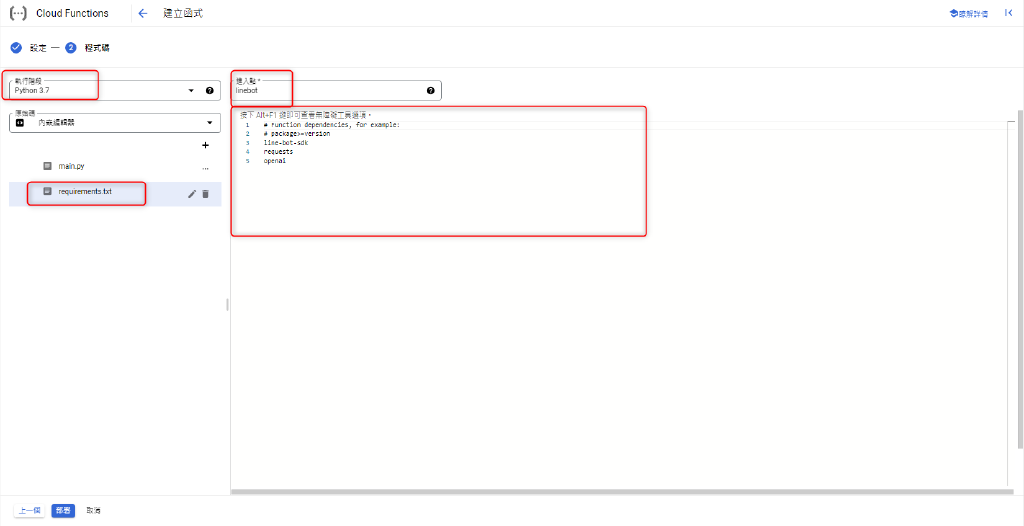 Cloud Functions
建立函式
瞭解詳情
設定
2 程式碼
執行階段
Python 3.7
進入點 *
linebot
原始碼
內嵌編輯器
main.py
requirements.txt
按下 Alt+F1 鍵即可查看無障礙工具選項。
1 # Function dependencies, for example:
2 # package>=version
3 line-bot-sdk
4 requests
5 openai
上一個
部署
取消